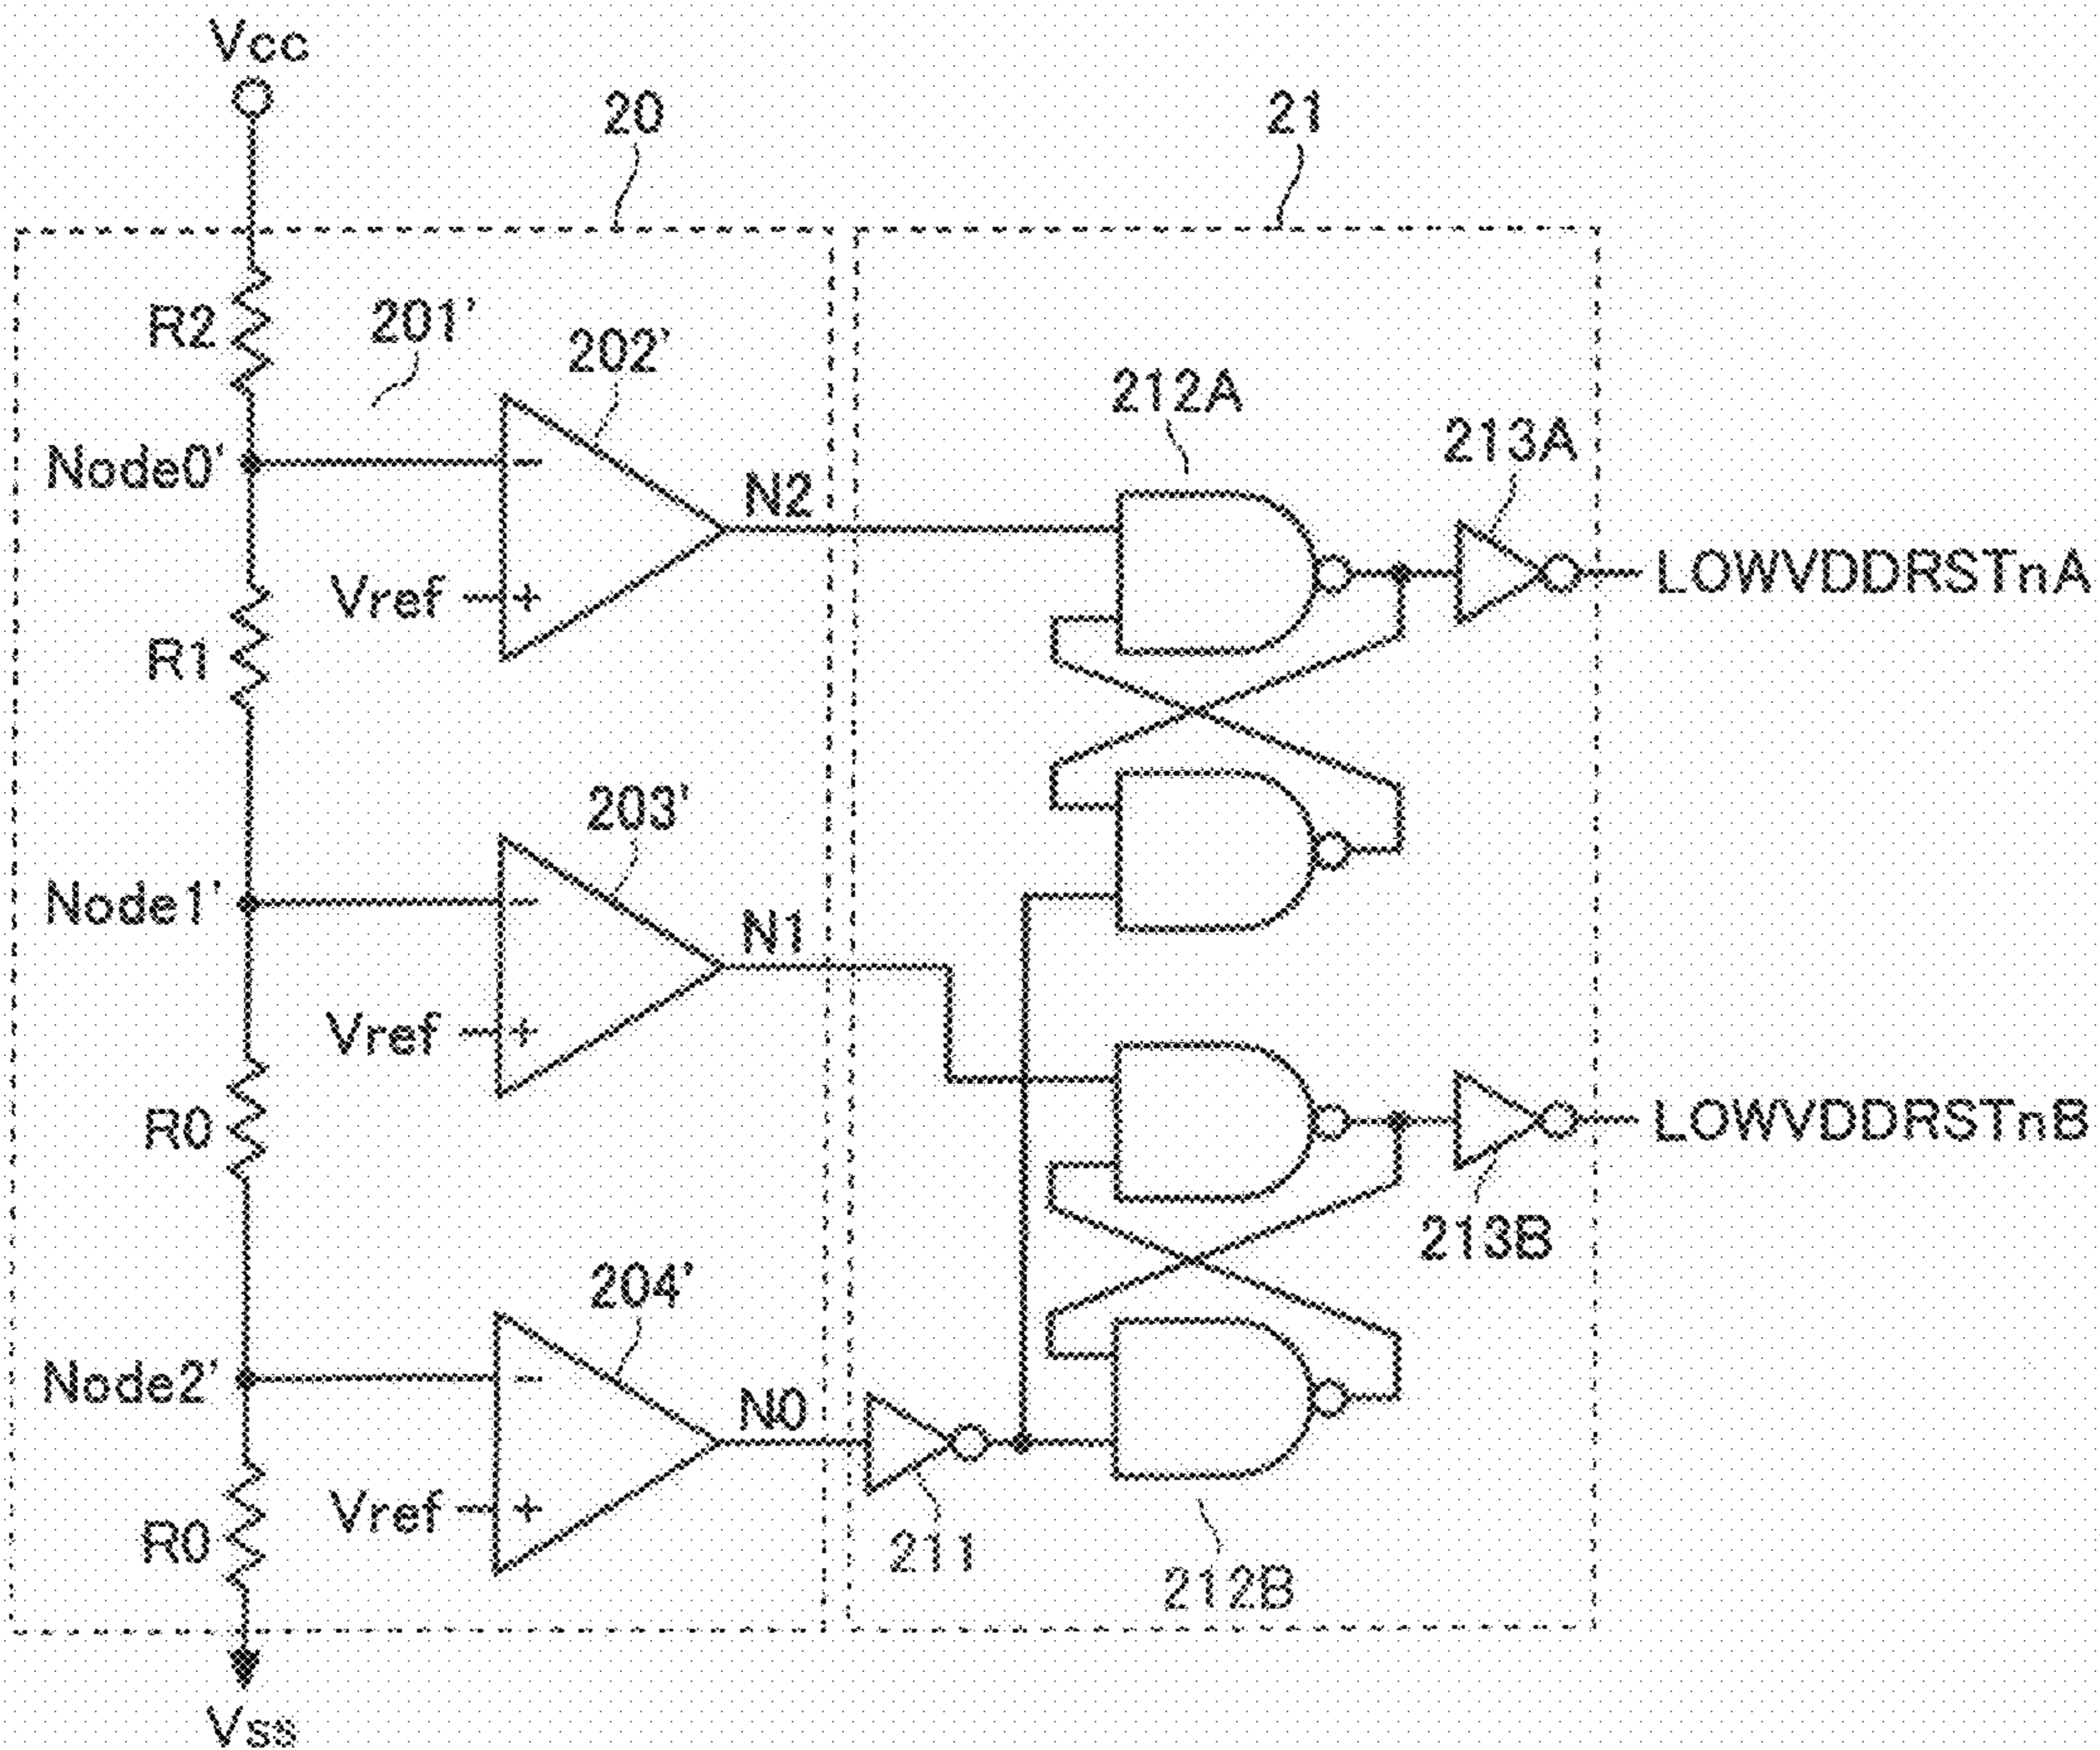 Vcc
20
21
R2
201'
202'
212A
213A
Node0'
-
N2
LOWVDDRSTnA
Vref
+
R1
203'
Node1'
-
N1
Vref
+
R0
LOWVDDRSTnB
213B
204'
Node2'
-
N0
Vref
+
R0
211
212B
Vss